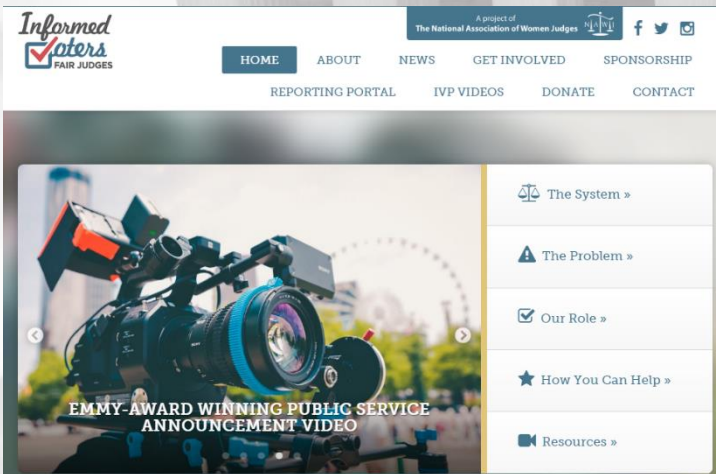 Informed
Voters
FAIR JUDGES
A project of
The National Association of Women Judges
NAWJ
HOME ABOUT NEWS GET INVOLVED SPONSORSHIP
REPORTING PORTAL IVP VIDEOS DONATE CONTACT
The System »
The Problem »
Our Role »
How You Can Help »
Resources »
EMMY-AWARD WINNING PUBLIC SERVICE
ANNOUNCEMENT VIDEO